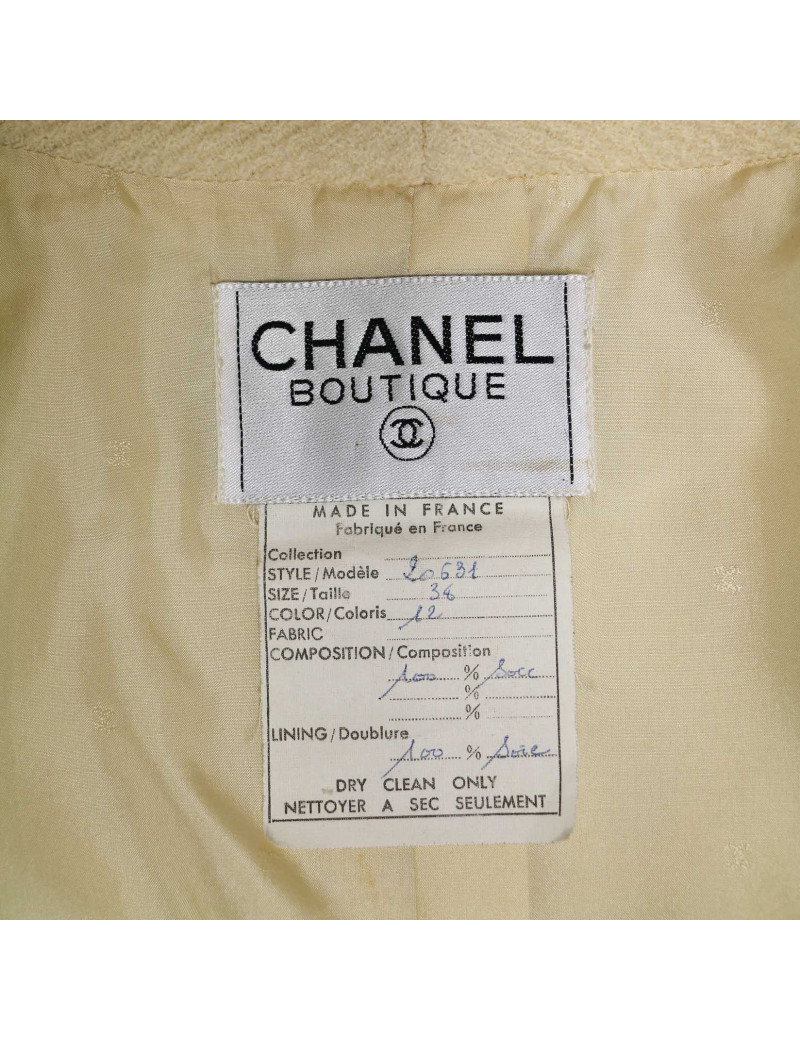 CHANEL
BOUTIQUE
MADE IN FRANCE
Fabriqué en France
Collection
STYLE/Modèle 20631
SIZE/Taille 38
COLOR/Coloris 12
FABRIC
COMPOSITION/Composition
100 % Soie
%
%
LINING/Doublure
100 % Soie
DRY CLEAN ONLY
NETTOYER A SEC SEULEMENT